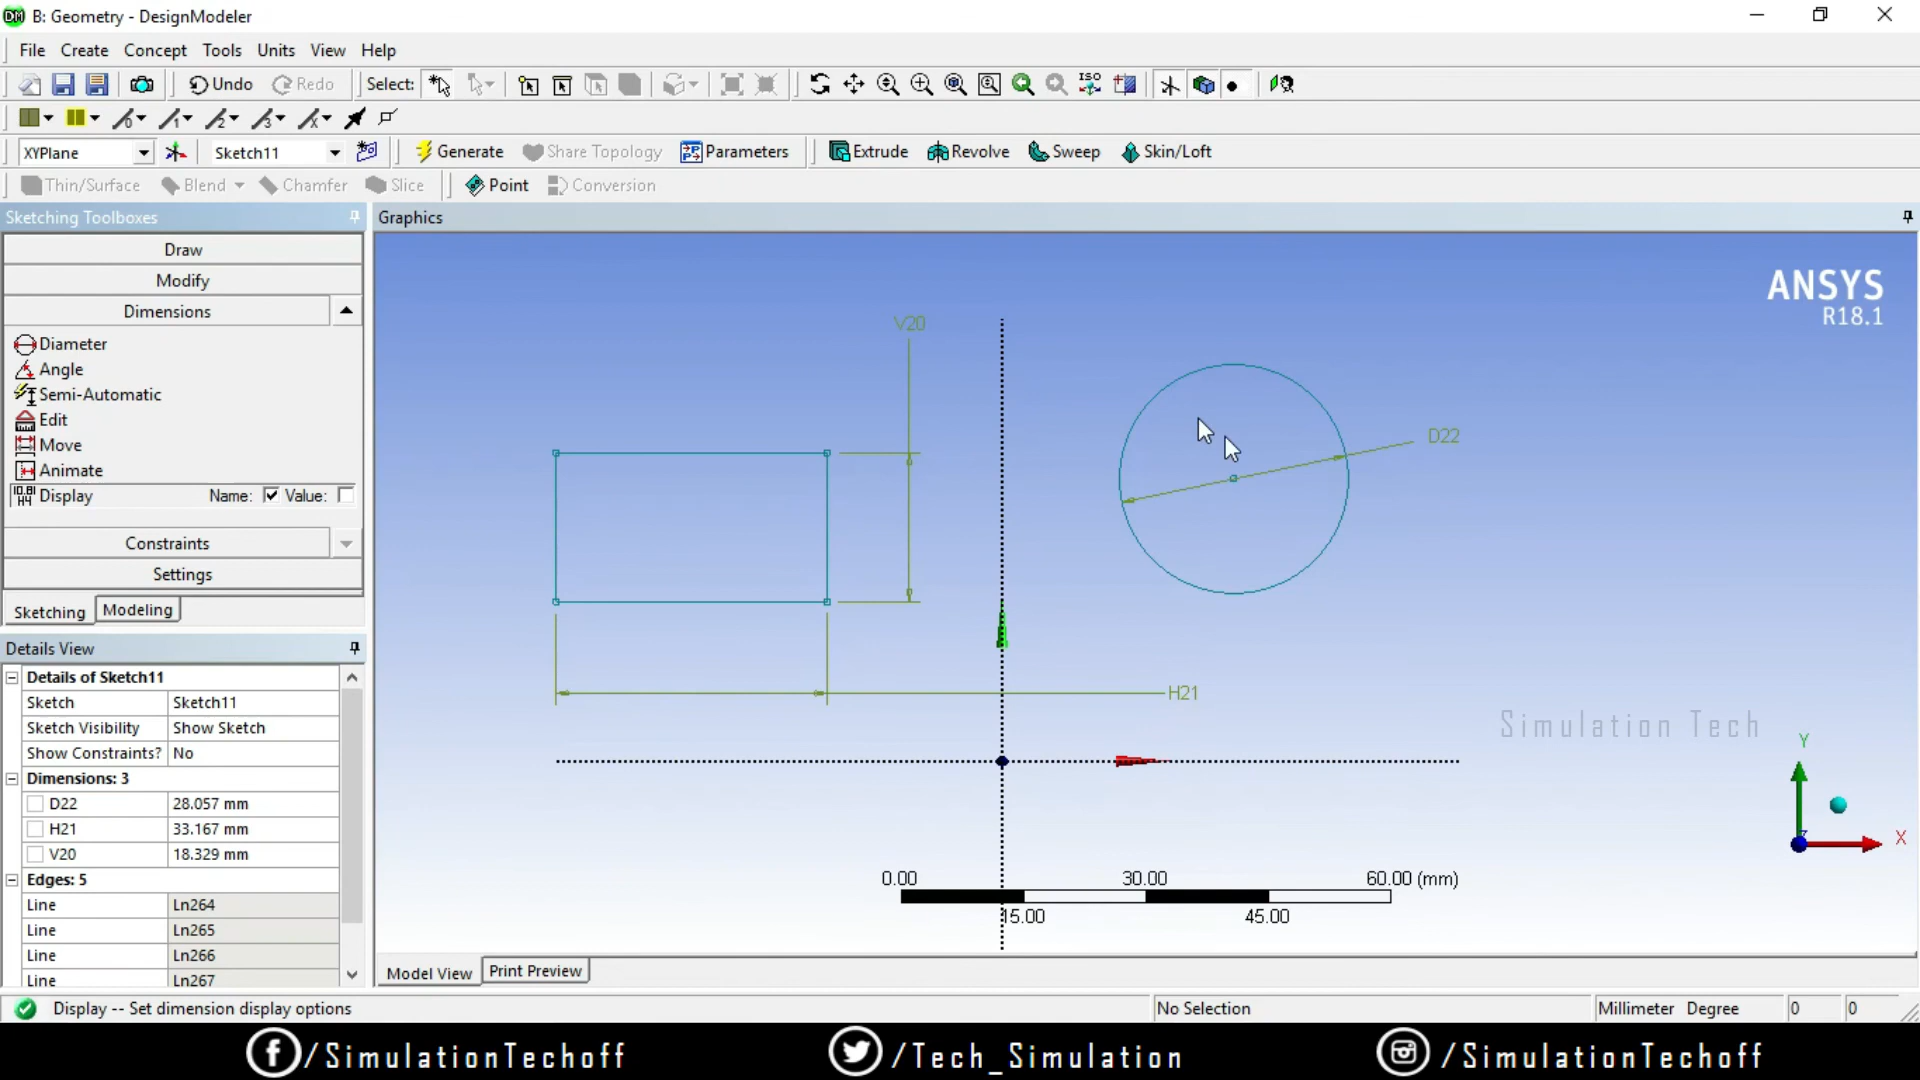 B: Geometry - DesignModeler
File Create Concept Tools Units View Help
Undo Redo Select: ISO
XYPlane Sketch11 Generate Share Topology Parameters Extrude Revolve Sweep Skin/Loft
Thin/Surface Blend Chamfer Slice Point Conversion
Sketching Toolboxes
Draw
Modify
Dimensions
Diameter
Angle
Semi-Automatic
Edit
Move
Animate
Display Name: Value:
Constraints
Settings
Sketching Modeling
Details View
Details of Sketch11
Sketch Sketch11
Sketch Visibility Show Sketch
Show Constraints? No
Dimensions: 3
D22 28.057 mm
H21 33.167 mm
V20 18.329 mm
Edges: 5
Line Ln264
Line Ln265
Line Ln266
Line Ln267
Graphics
ANSYS
R18.1
V20
D22
H21
Simulation Tech
Y
X
0.00 30.00 60.00 (mm)
15.00 45.00
Model View Print Preview
Display -- Set dimension display options No Selection Millimeter Degree 0 0
/SimulationTechoff /Tech_Simulation /SimulationTechoff